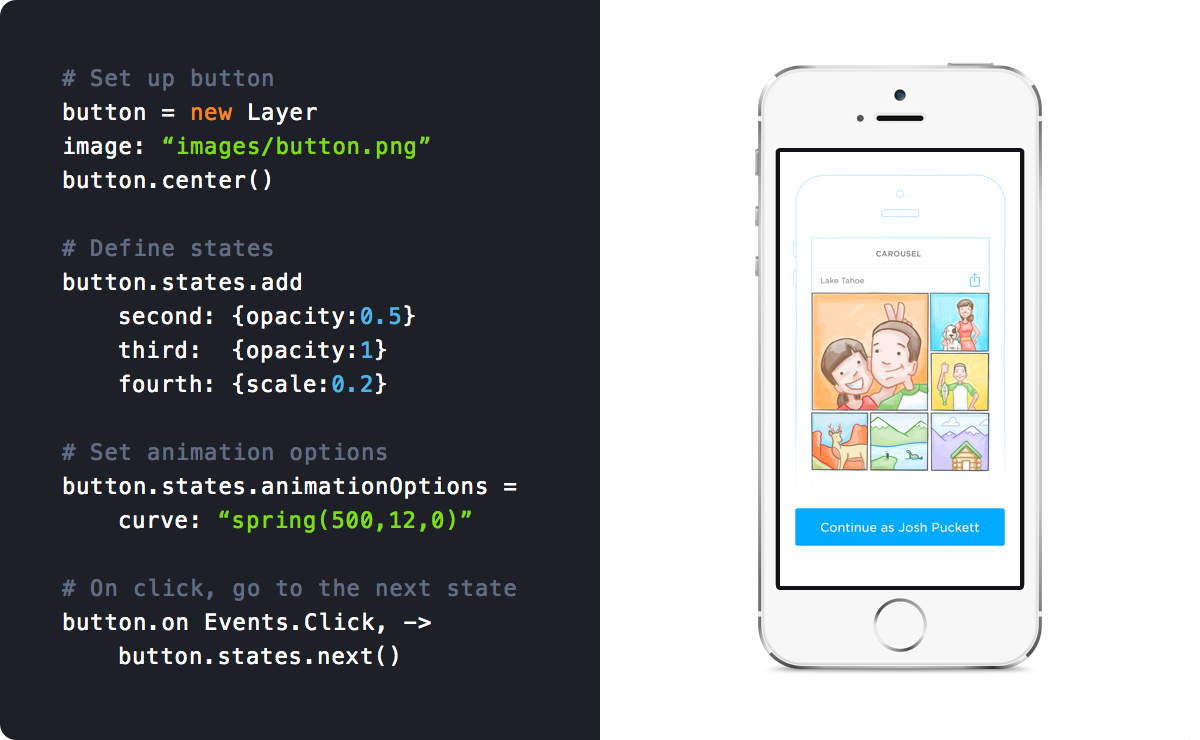 # Set up button
button = new Layer
image: “images/button.png”
button.center()

# Define states
button.states.add
    second: {opacity:0.5}
    third:  {opacity:1}
    fourth: {scale:0.2}

# Set animation options
button.states.animationOptions =
    curve: “spring(500,12,0)”

# On click, go to the next state
button.on Events.Click, ->
    button.states.next()

CAROUSEL
Lake Tahoe
Continue as Josh Puckett